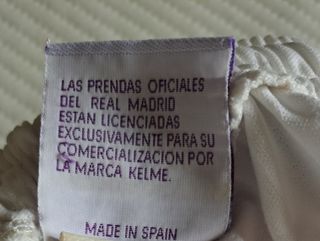 LAS PRENDAS OFICIALES
DEL REAL MADRID
ESTAN LICENCIADAS
EXCLUSIVAMENTE PARA SU
COMERCIALIZACION POR
LA MARCA KELME.
MADE IN SPAIN